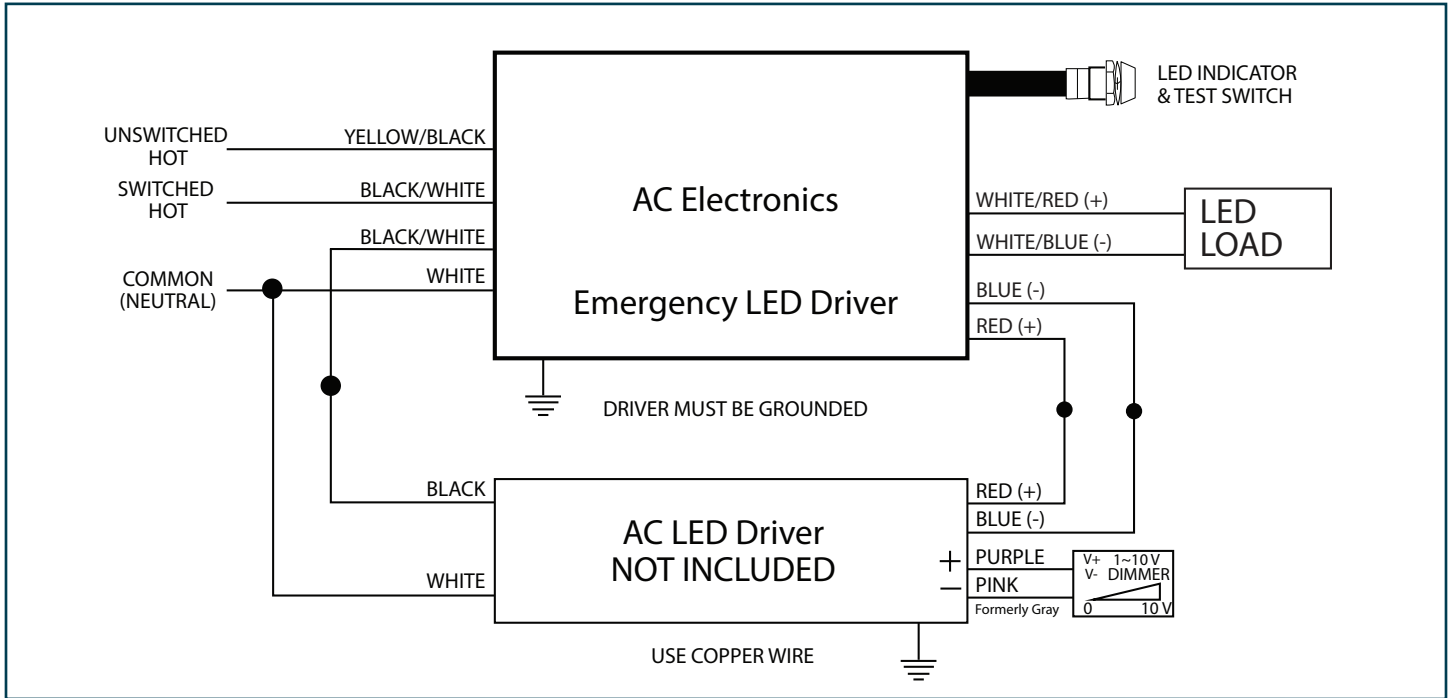 LED INDICATOR
& TEST SWITCH
UNSWITCHED
HOT
YELLOW/BLACK
SWITCHED
HOT
BLACK/WHITE
BLACK/WHITE
COMMON
(NEUTRAL)
WHITE
AC Electronics
Emergency LED Driver
WHITE/RED (+)
WHITE/BLUE (-)
LED
LOAD
BLUE (-)
RED (+)
DRIVER MUST BE GROUNDED
BLACK
WHITE
AC LED Driver
NOT INCLUDED
RED (+)
BLUE (-)
+ PURPLE
− PINK
Formerly Gray
V+ 1~10 V
V- DIMMER
0 10 V
USE COPPER WIRE